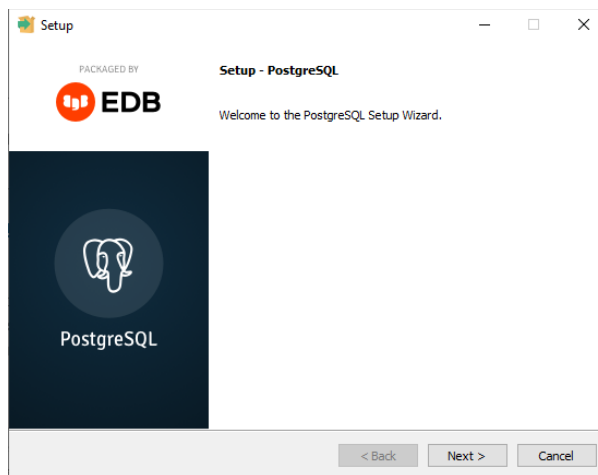 Setup
PACKAGED BY
EDB
Setup - PostgreSQL
Welcome to the PostgreSQL Setup Wizard.
PostgreSQL
< Back
Next >
Cancel